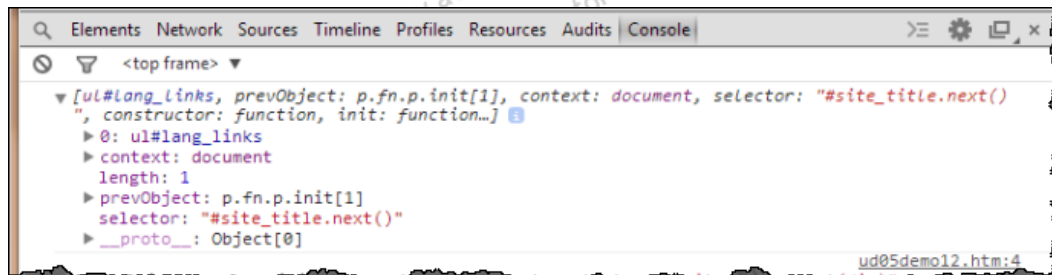 Elements Network Sources Timeline Profiles Resources Audits Console
<top frame> ▼
▼ [ul#lang_links, prevObject: p.fn.p.init[1], context: document, selector: "#site_title.next()
", constructor: function, init: function…]
▶ 0: ul#lang_links
▶ context: document
length: 1
▶ prevObject: p.fn.p.init[1]
selector: "#site_title.next()"
▶ __proto__: Object[0]
ud05demo12.htm:4